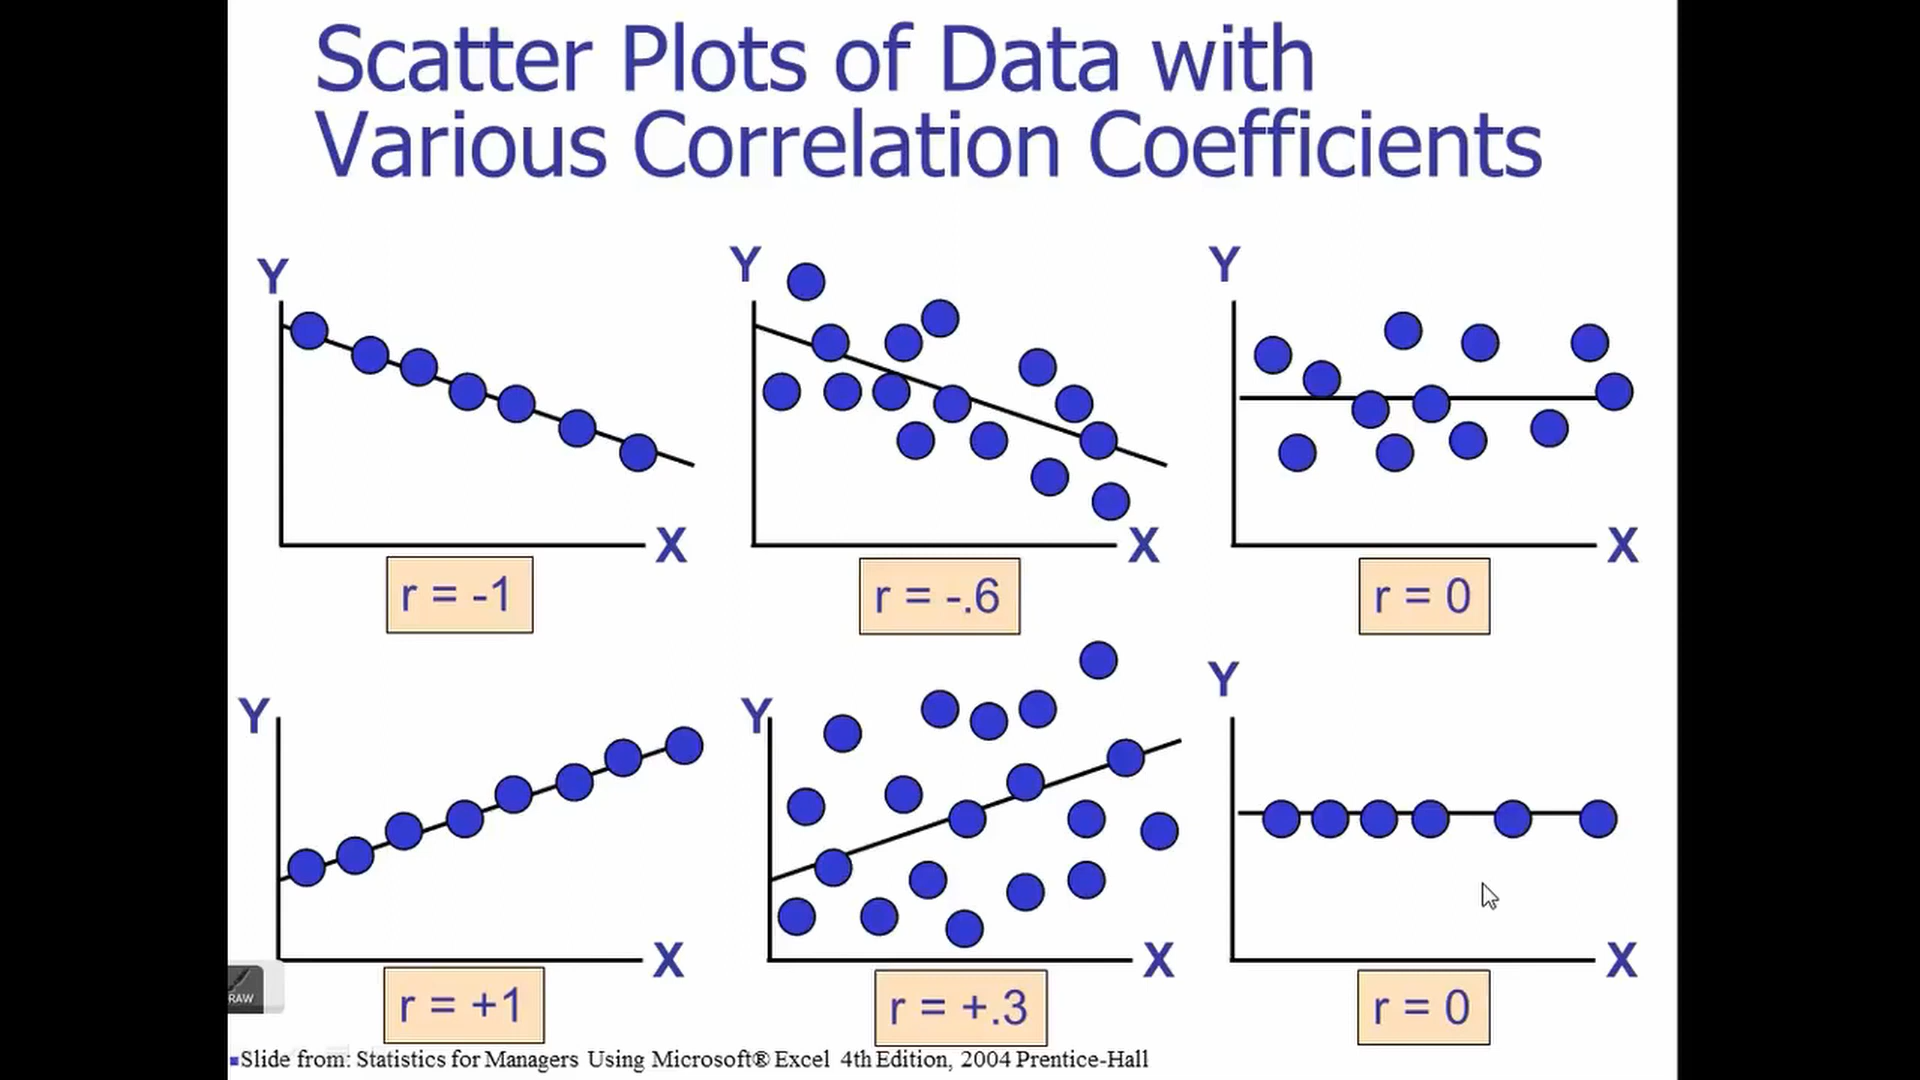 Scatter Plots of Data with
Various Correlation Coefficients
Y
Y
Y
X
X
X
r = -1
r = -.6
r = 0
Y
Y
Y
X
X
X
r = +1
r = +.3
r = 0
RAW
Slide from: Statistics for Managers Using Microsoft® Excel 4th Edition, 2004 Prentice-Hall